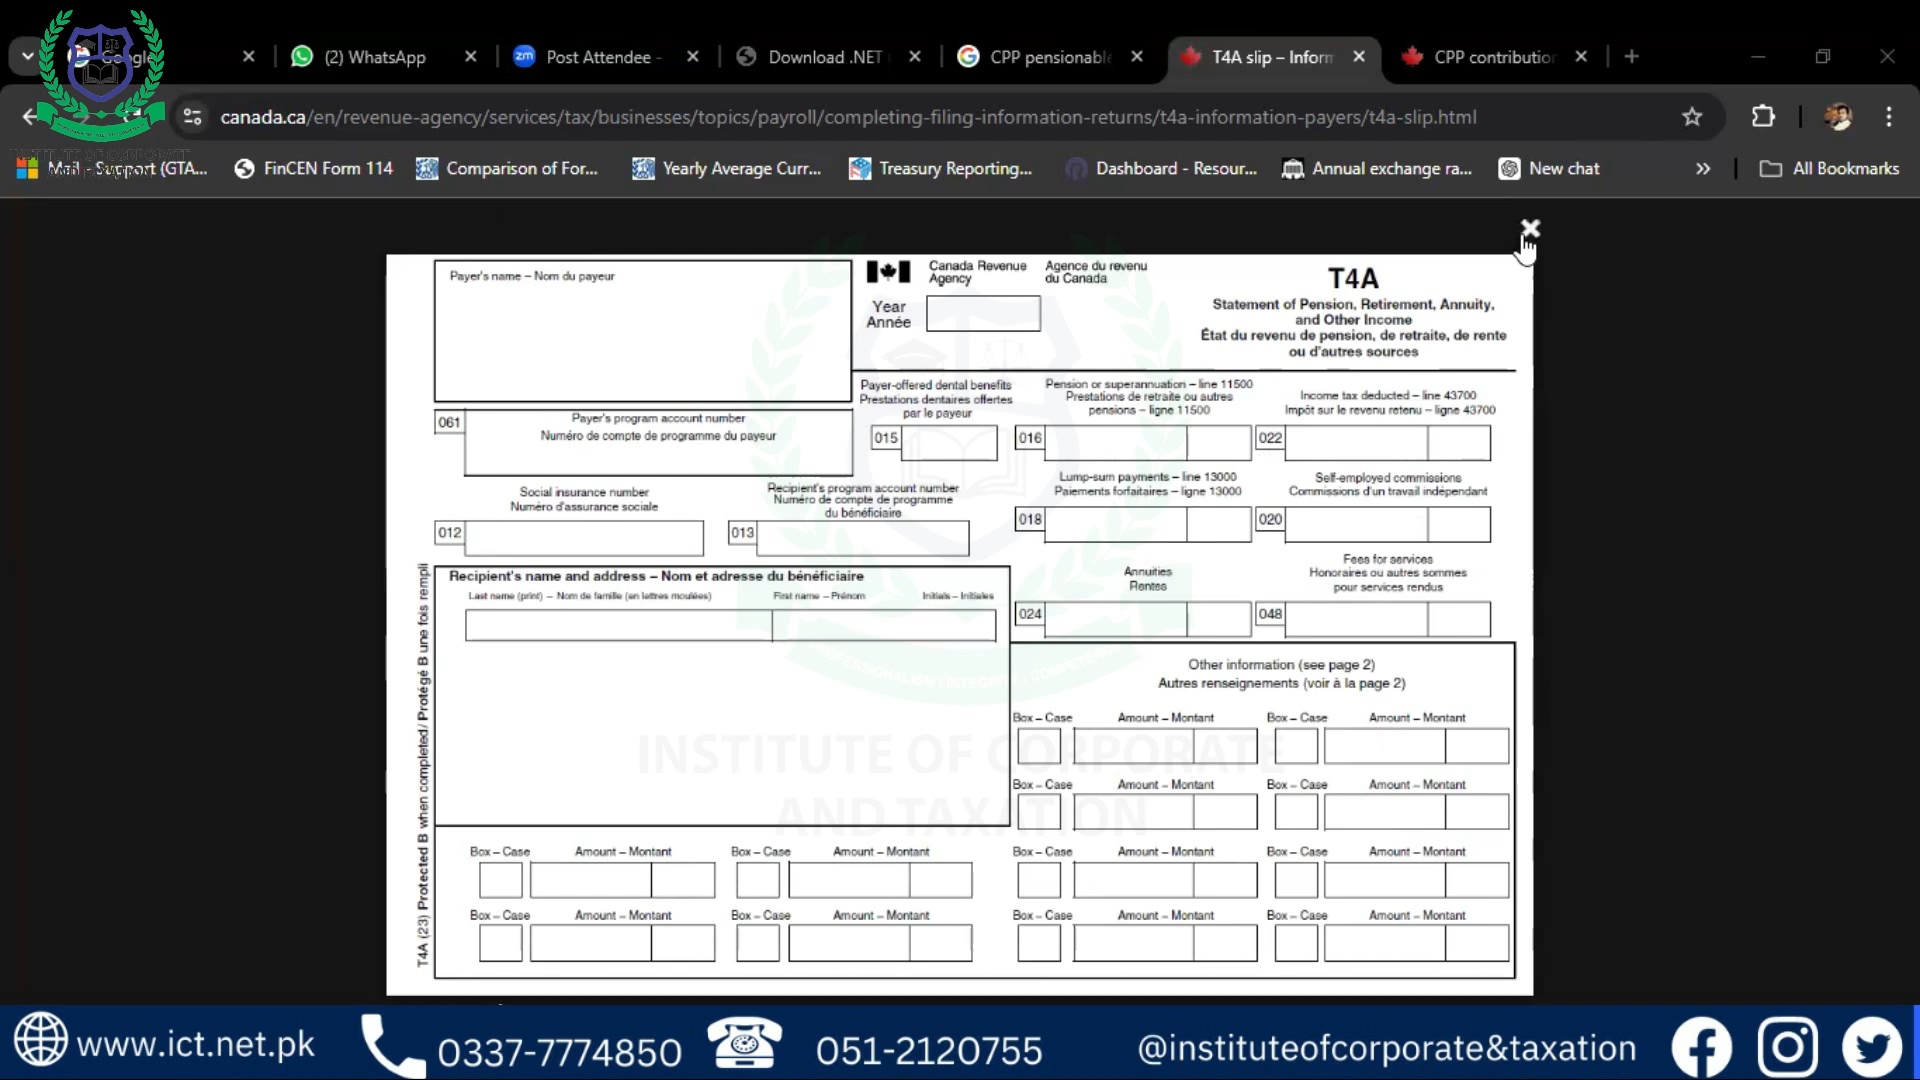 Google
(2) WhatsApp
Post Attendee -
Download .NET
CPP pensionable
T4A slip – Inform
CPP contribution
canada.ca/en/revenue-agency/services/tax/businesses/topics/payroll/completing-filing-information-returns/t4a-information-payers/t4a-slip.html
INSTITUTE OF CORPORATE
Mail - Support (GTA...
FinCEN Form 114
Comparison of For...
Yearly Average Curr...
Treasury Reporting...
Dashboard - Resour...
Annual exchange ra...
New chat
All Bookmarks
Payer's name – Nom du payeur
Canada Revenue
Agency
Agence du revenu
du Canada
Year
Année
T4A
Statement of Pension, Retirement, Annuity,
and Other Income
État du revenu de pension, de retraite, de rente
ou d'autres sources
061
Payer's program account number
Numéro de compte de programme du payeur
Payer-offered dental benefits
Prestations dentaires offertes
par le payeur
015
Pension or superannuation – line 11500
Prestations de retraite ou autres
pensions – ligne 11500
016
Income tax deducted – line 43700
Impôt sur le revenu retenu – ligne 43700
022
Social insurance number
Numéro d'assurance sociale
012
Recipient's program account number
Numéro de compte de programme
du bénéficiaire
013
Lump-sum payments – line 13000
Paiements forfaitaires – ligne 13000
018
Self-employed commissions
Commissions d'un travail indépendant
020
Recipient's name and address – Nom et adresse du bénéficiaire
Last name (print) – Nom de famille (en lettres moulées)
First name – Prénom
Initials – Initiales
Annuities
Rentes
024
Fees for services
Honoraires ou autres sommes
pour services rendus
048
Other information (see page 2)
Autres renseignements (voir à la page 2)
Box – Case Amount – Montant Box – Case Amount – Montant
Box – Case Amount – Montant Box – Case Amount – Montant
Box – Case Amount – Montant Box – Case Amount – Montant Box – Case Amount – Montant Box – Case Amount – Montant
Box – Case Amount – Montant Box – Case Amount – Montant Box – Case Amount – Montant Box – Case Amount – Montant
T4A (23) Protected B when completed / Protégé B une fois rempli
INSTITUTE OF CORPORATE
AND TAXATION
www.ict.net.pk
0337-7774850
051-2120755
@instituteofcorporate&taxation